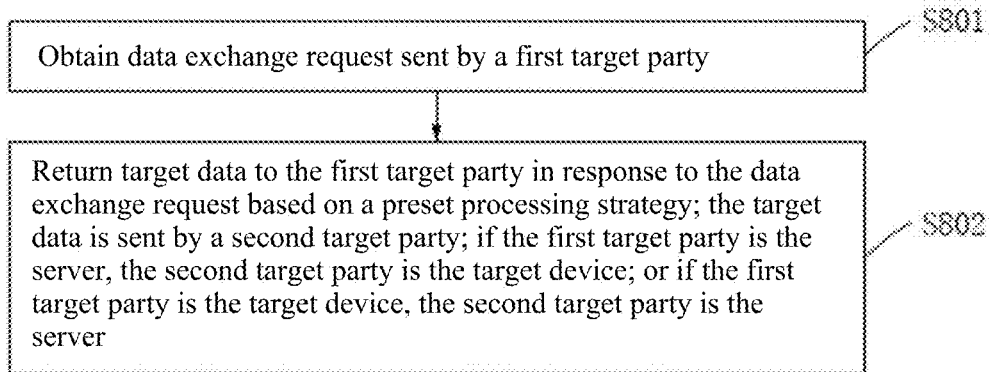 S801
Obtain data exchange request sent by a first target party
Return target data to the first target party in response to the data
exchange request based on a preset processing strategy; the target
data is sent by a second target party; if the first target party is the
server, the second target party is the target device; or if the first
target party is the target device, the second target party is the
server
S802